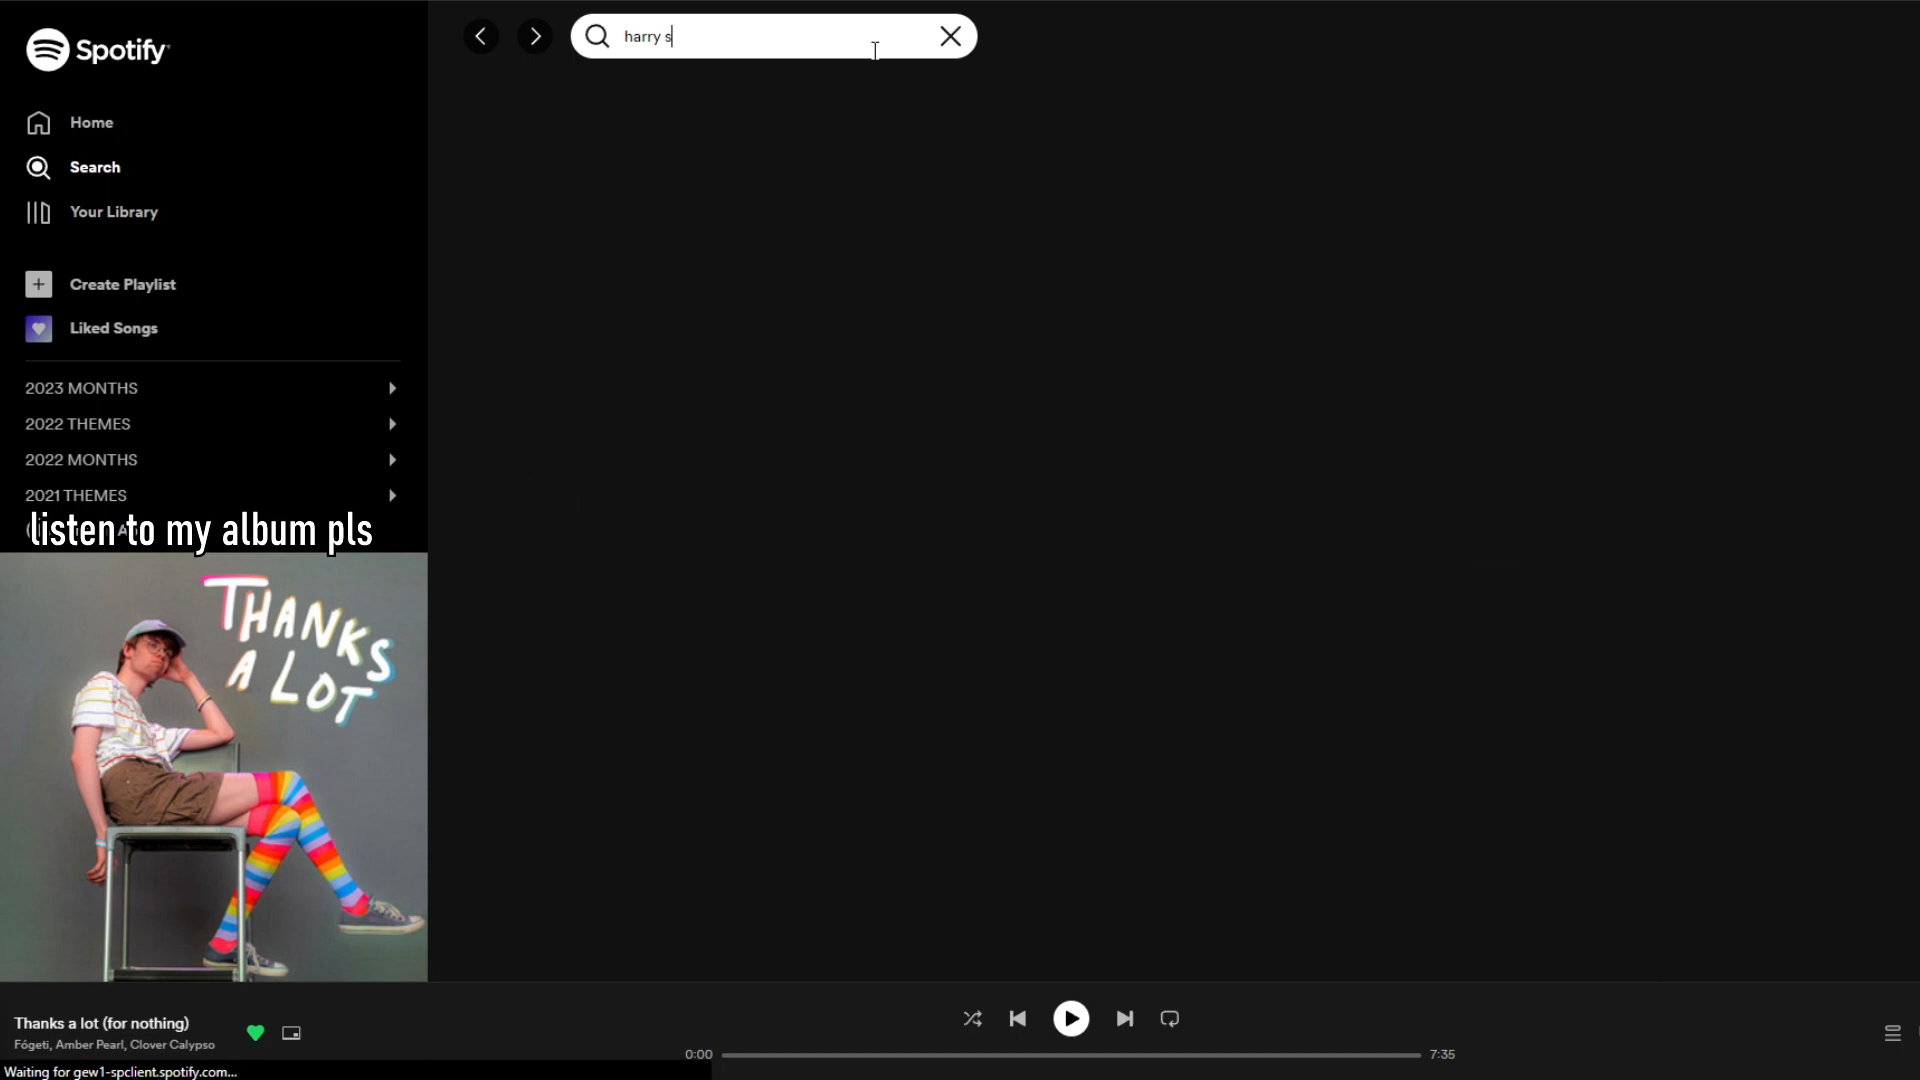 Spotify
harry s
Home
Search
Your Library
Create Playlist
Liked Songs
2023 MONTHS
2022 THEMES
2022 MONTHS
2021 THEMES
listen to my album pls
THANKS
A LOT
Thanks a lot (for nothing)
Fógeti, Amber Pearl, Clover Calypso
0:00
7:35
Waiting for gew1-spclient.spotify.com...